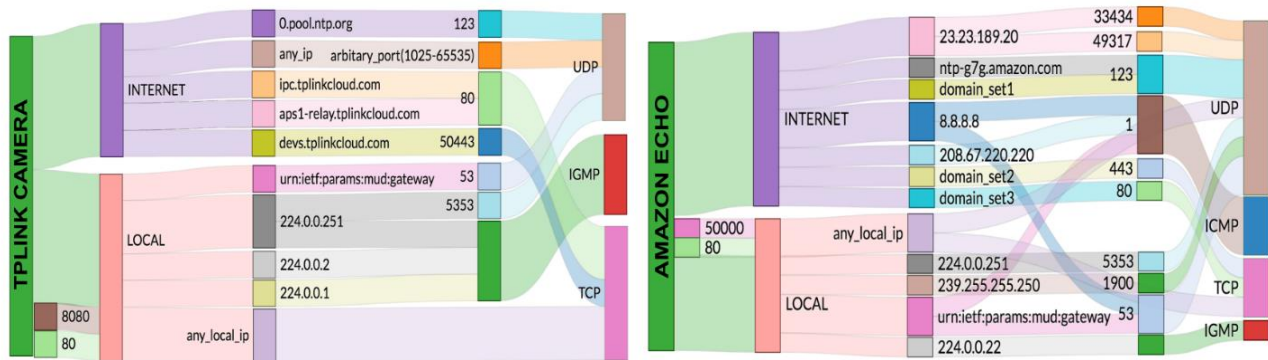 TPLINK CAMERA
8080
80
INTERNET
LOCAL
0.pool.ntp.org
any_ip
ipc.tplinkcloud.com
aps1-relay.tplinkcloud.com
devs.tplinkcloud.com
urn:ietf:params:mud:gateway
224.0.0.251
224.0.0.2
224.0.0.1
any_local_ip
123
arbitrary_port(1025-65535)
80
50443
53
5353
UDP
IGMP
TCP
AMAZON ECHO
50000
80
INTERNET
LOCAL
23.23.189.20
ntp-g7g.amazon.com
domain_set1
8.8.8.8
208.67.220.220
domain_set2
domain_set3
any_local_ip
224.0.0.251
239.255.255.250
urn:ietf:params:mud:gateway
224.0.0.22
33434
49317
123
1
443
80
5353
1900
53
UDP
ICMP
TCP
IGMP